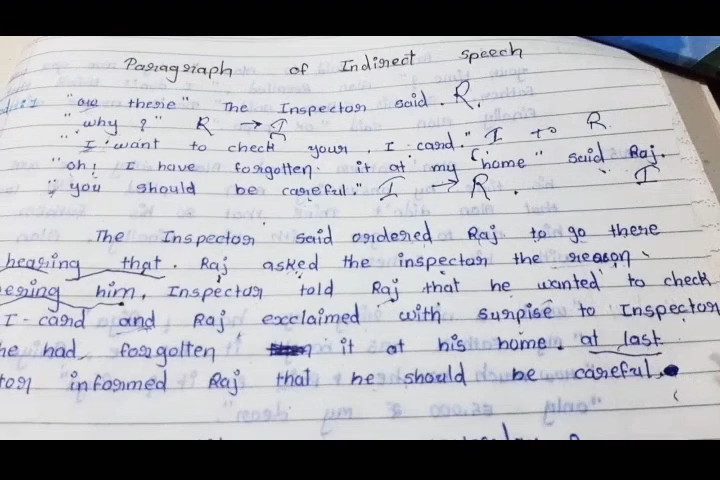 Paragraph of Indirect speech
"Go there" The Inspector said. R.
"why?" R → I
"I want to check your I card." I to R
"oh! I have forgotten it at my home" said Raj.
"you should be careful." I → R. I
The Inspector said ordered Raj to go there
hearing that. Raj asked the inspector the reason
him, Inspector told Raj that he wanted to check
I-card and Raj exclaimed with surpise to Inspector
he had forgotten it at his home. at last
informed Raj that he should be careful.